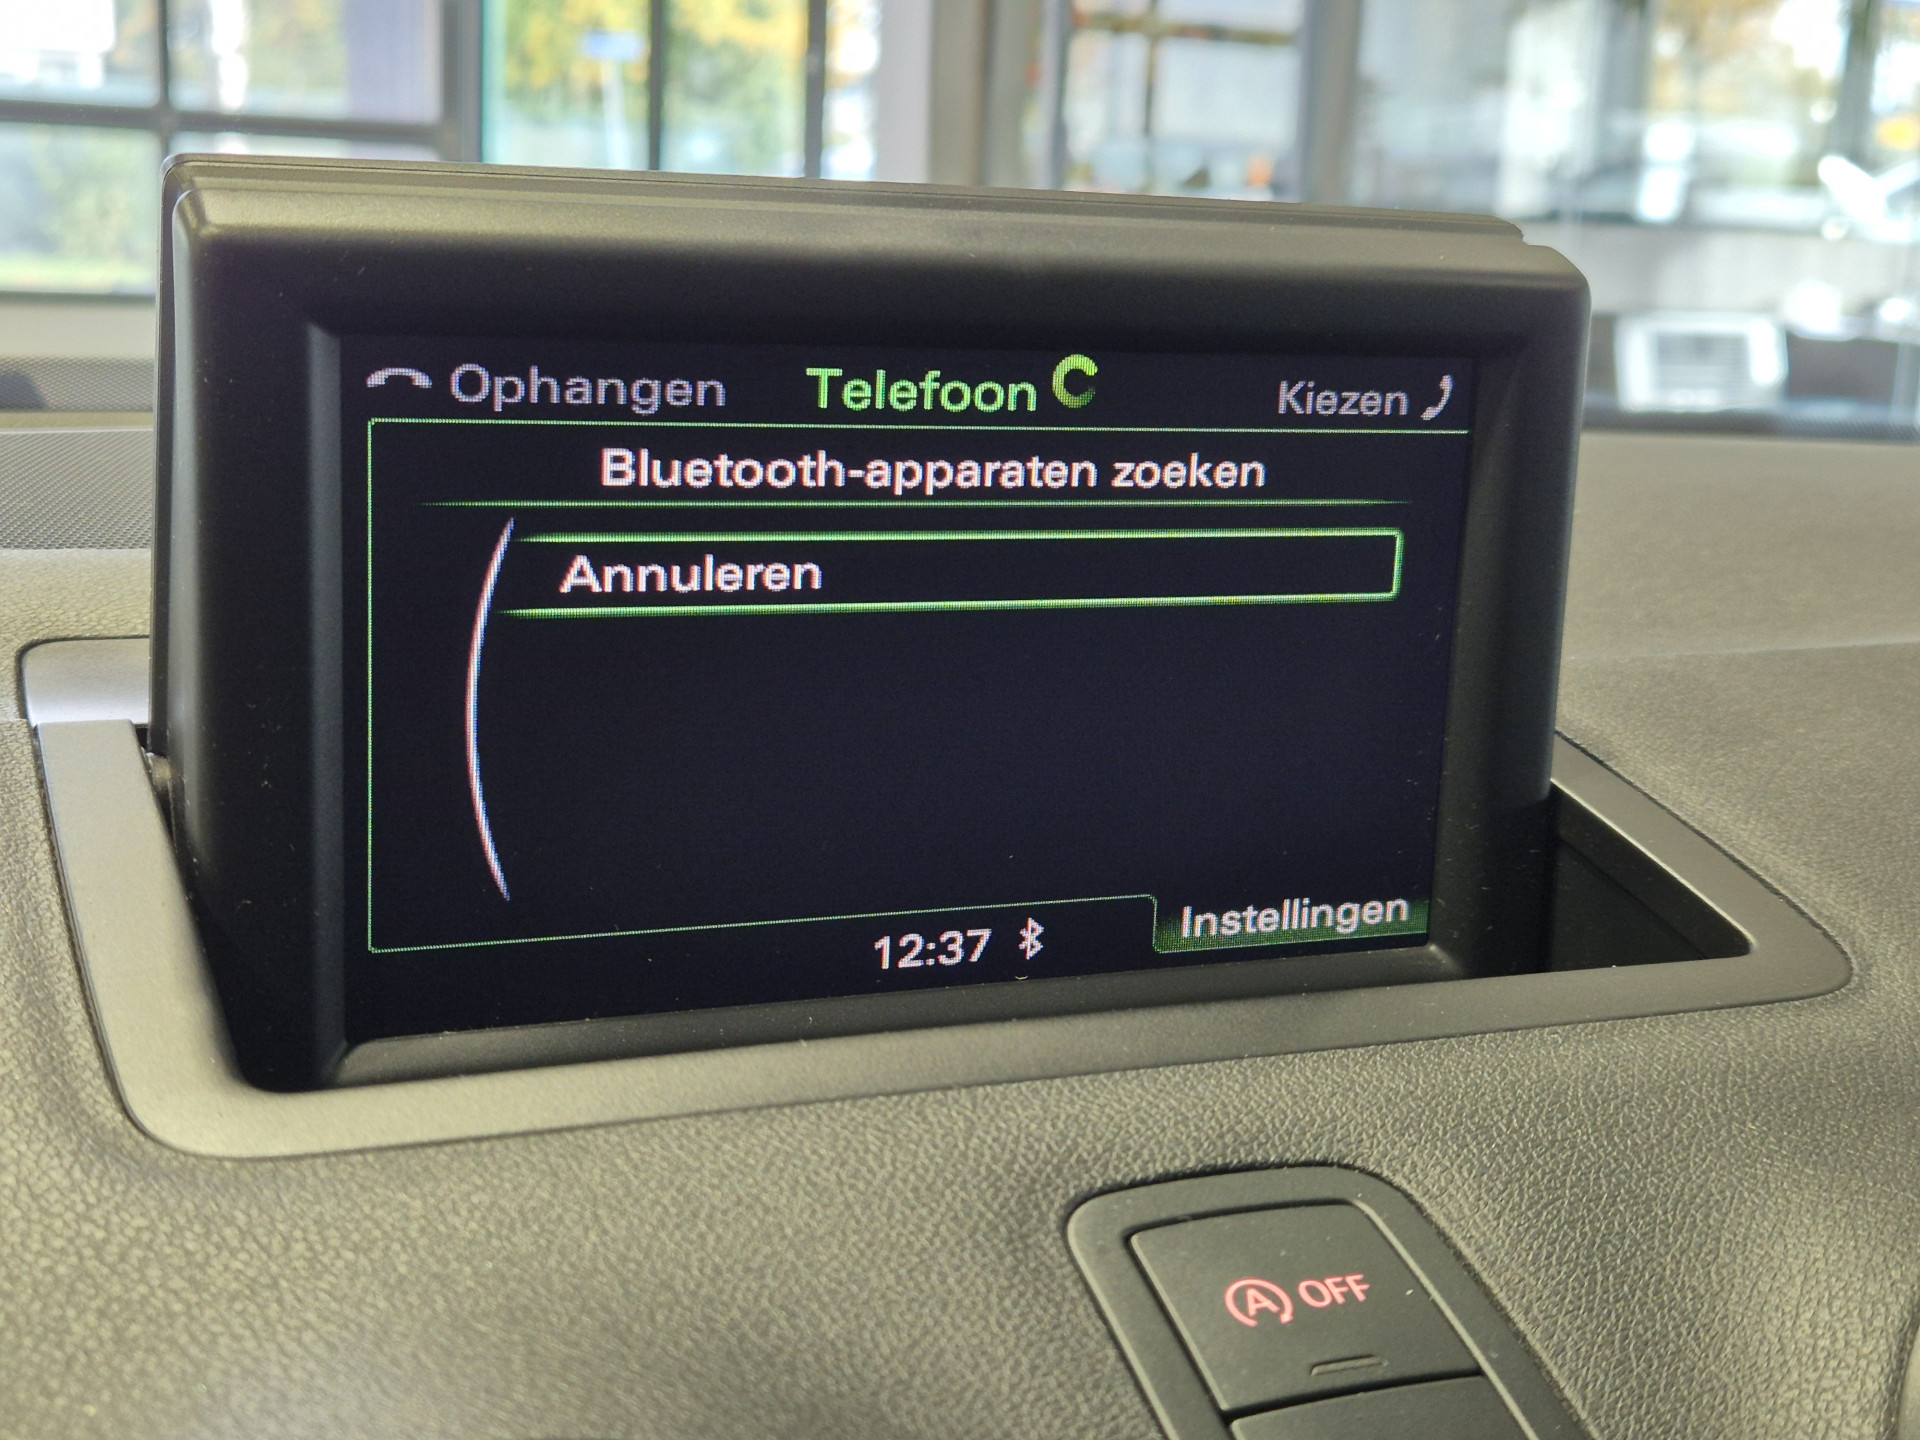 Ophangen Telefoon Kiezen
Bluetooth-apparaten zoeken
Annuleren
Instellingen
12:37
A OFF